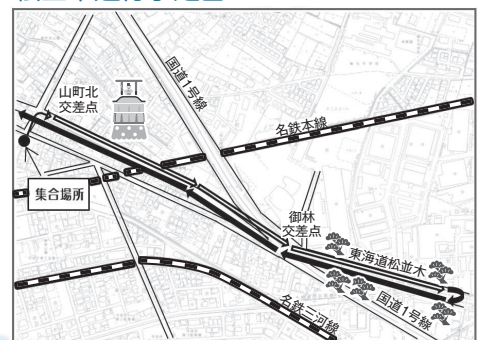 山町北
交差点
国道1号線
名鉄本線
集合場所
御林
交差点
東海道松並木
国道1号線
名鉄三河線